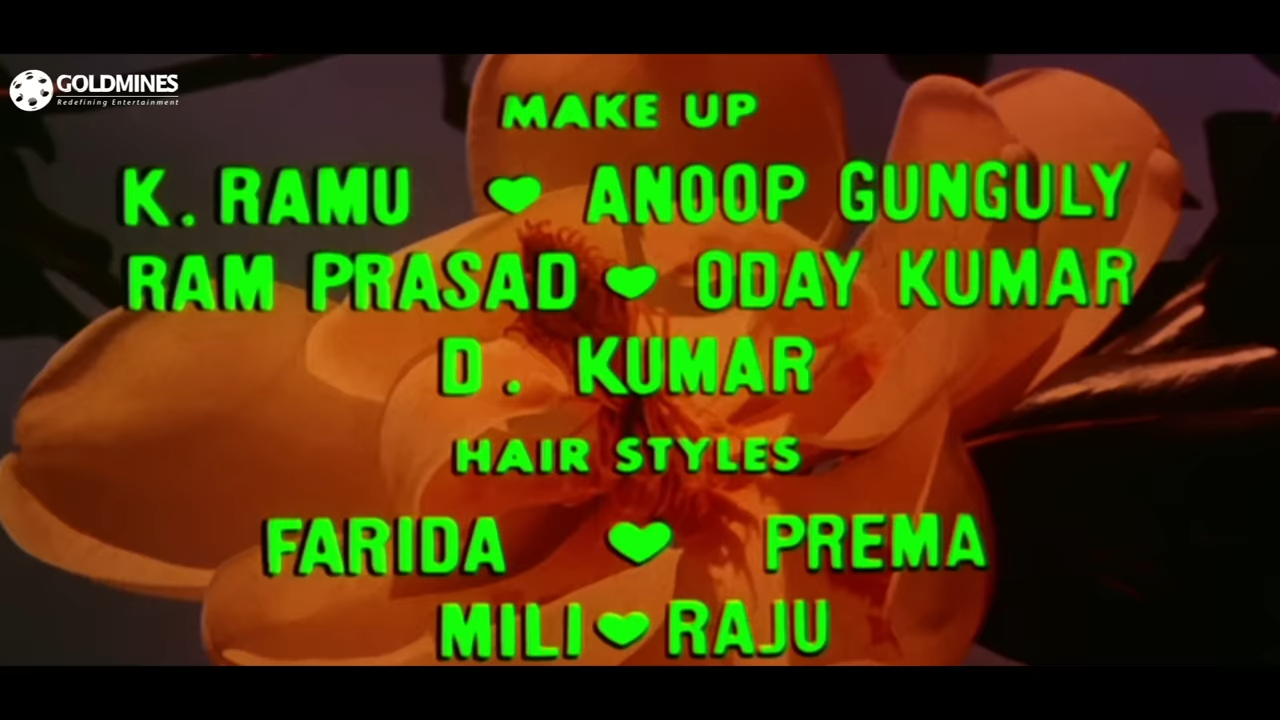 GOLDMINES
Redefining Entertainment
MAKE UP
K. RAMU ♥ ANOOP GUNGULY
RAM PRASAD ♥ ODAY KUMAR
D. KUMAR
HAIR STYLES
FARIDA ♥ PREMA
MILI ♥ RAJU